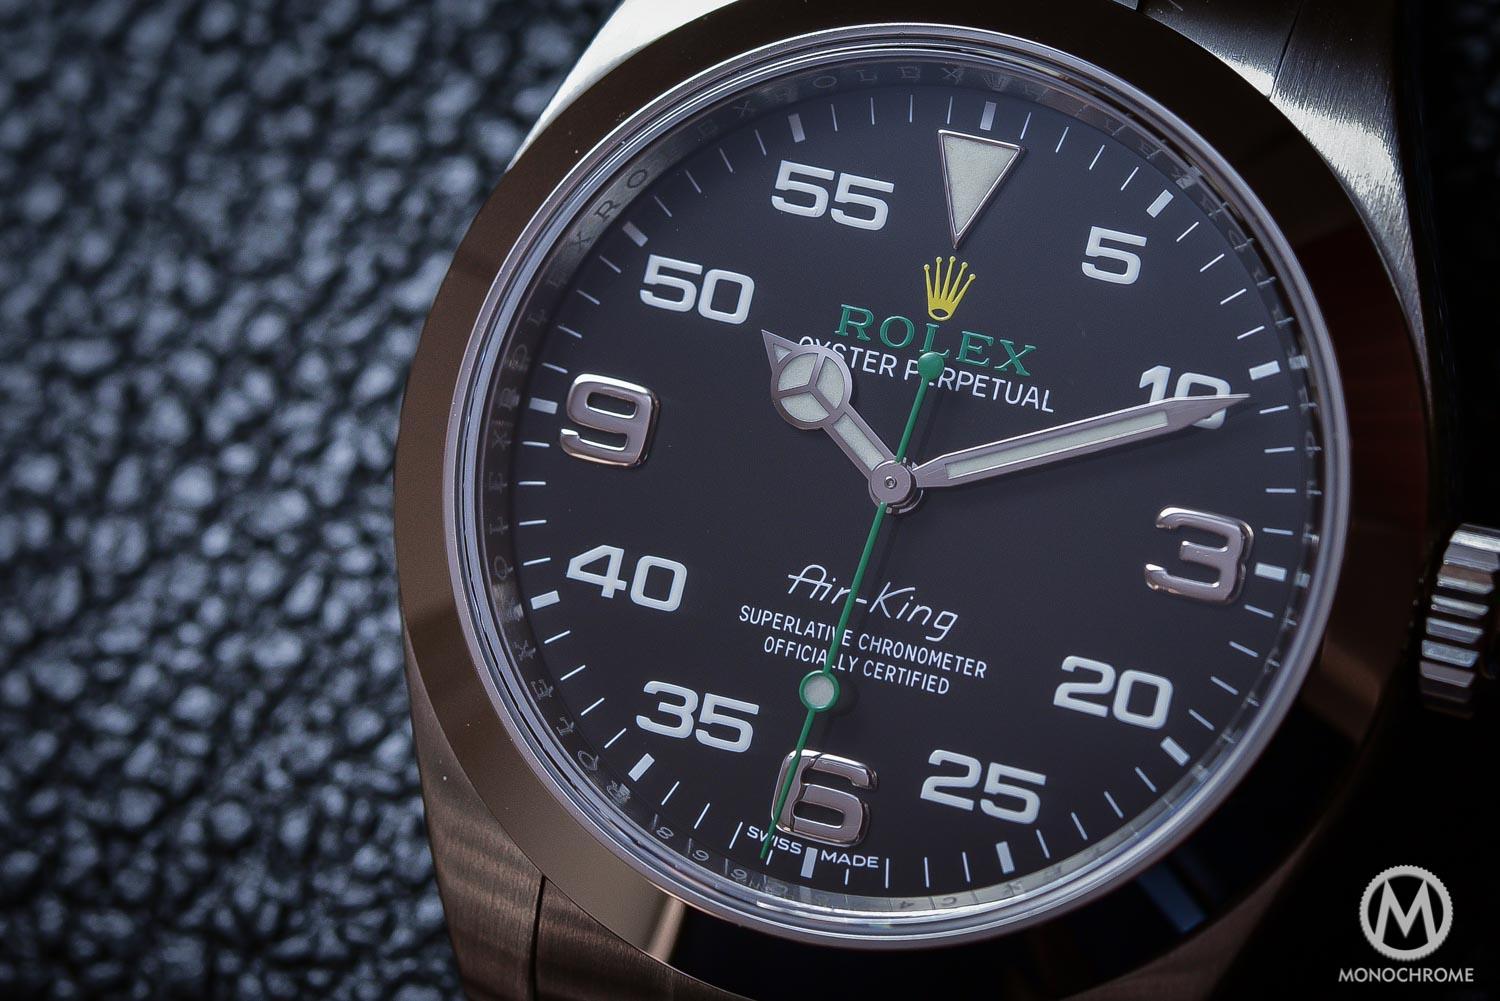 ROLEX
OYSTER PERPETUAL
55
5
50
10
9
3
40
20
35
25
6
Air-King
SUPERLATIVE CHRONOMETER
OFFICIALLY CERTIFIED
SWISS MADE
M
MONOCHROME